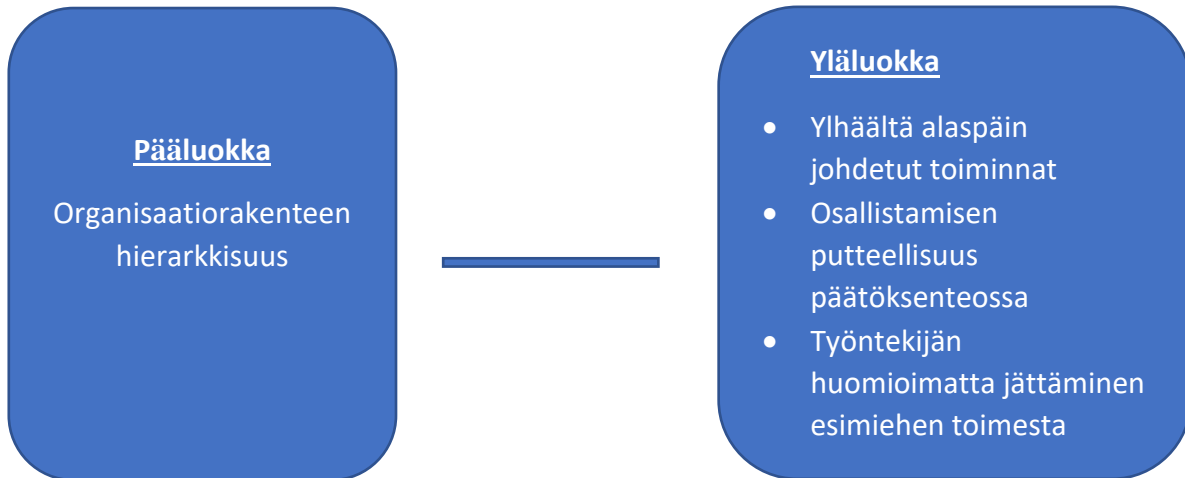 Pääluokka
Organisaatiorakenteen
hierarkkisuus
Yläluokka
• Ylhäältä alaspäin
johdetut toiminnat
• Osallistamisen
putteellisuus
päätöksenteossa
• Työntekijän
huomioimatta jättäminen
esimiehen toimesta